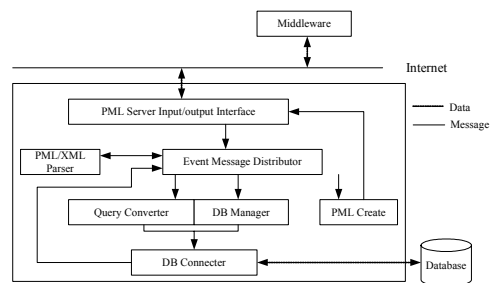 Middleware
Internet
PML Server Input/output Interface
Data
Message
PML/XML
Parser
Event Message Distributor
Query Converter
DB Manager
PML Create
DB Connecter
Database